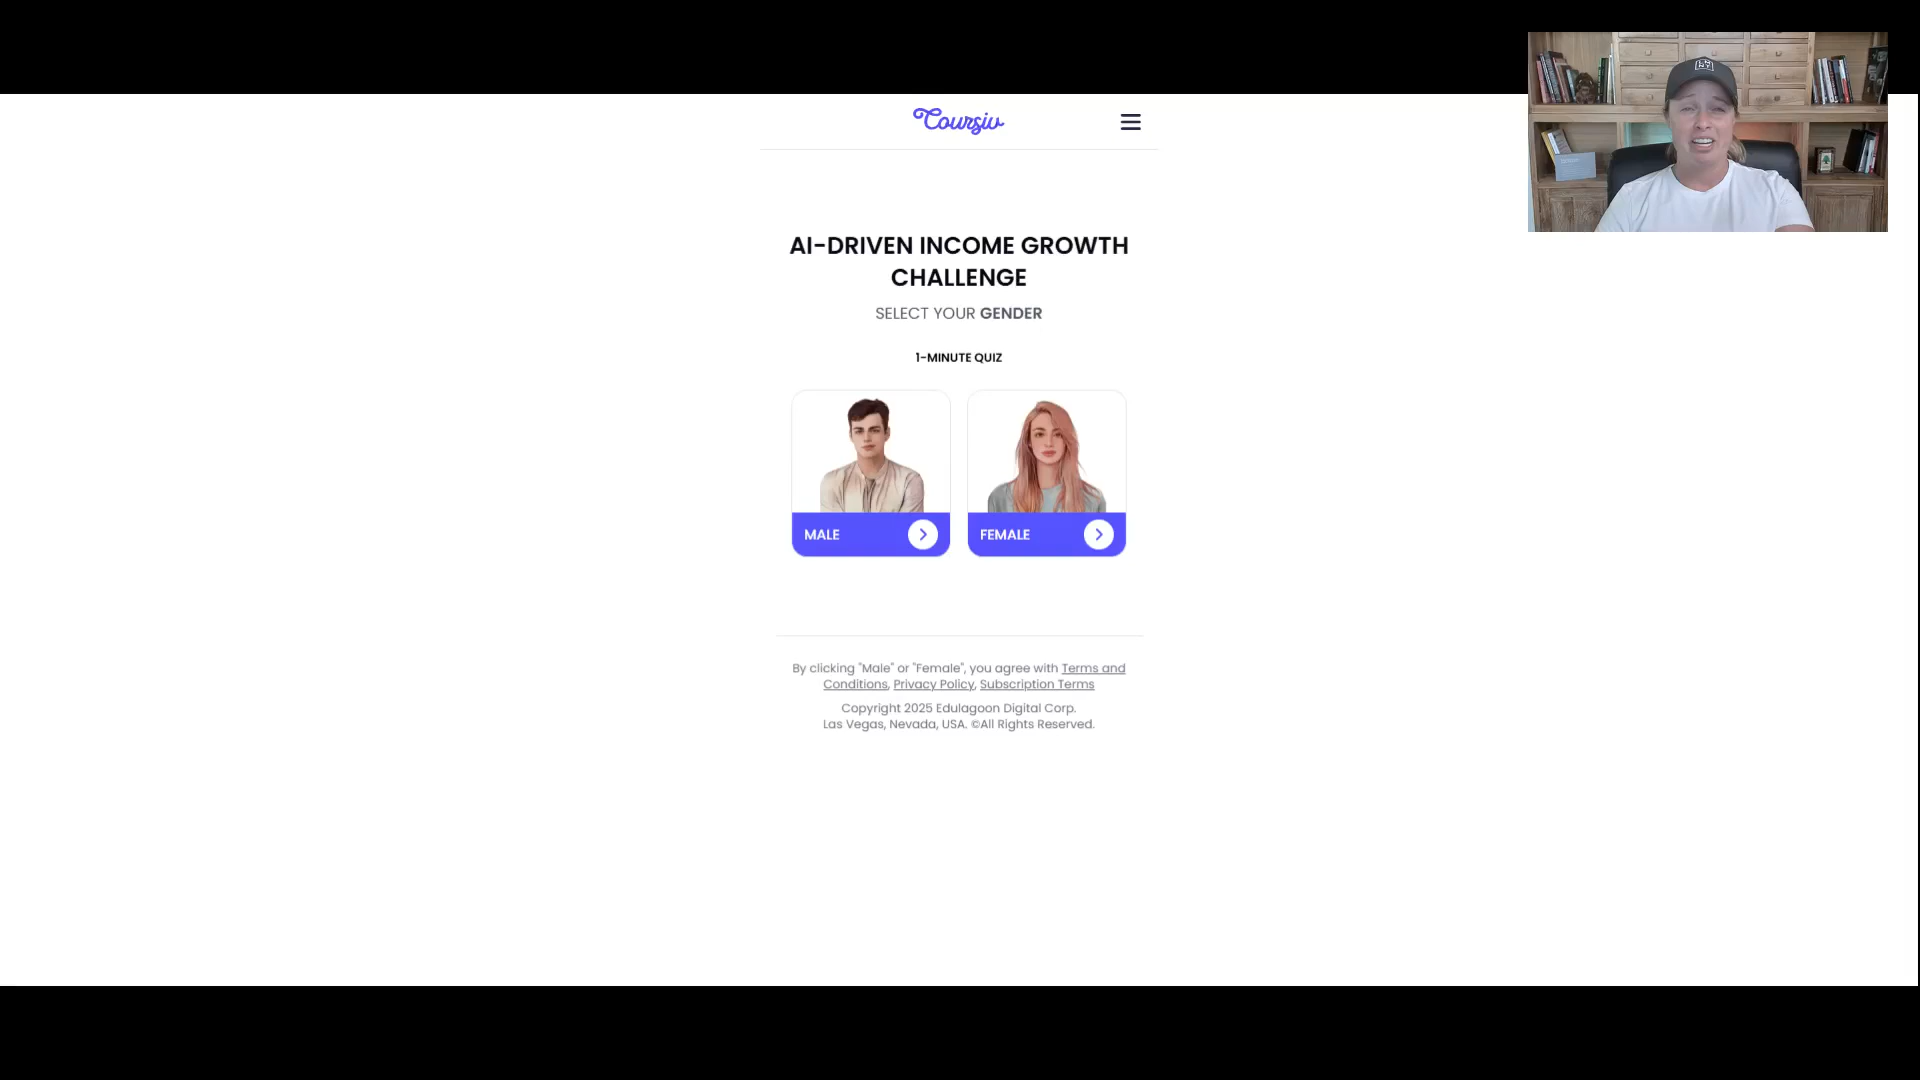 Coursiv
AI-DRIVEN INCOME GROWTH
CHALLENGE
SELECT YOUR GENDER
1-MINUTE QUIZ
MALE
FEMALE
By clicking "Male" or "Female", you agree with Terms and
Conditions, Privacy Policy, Subscription Terms
Copyright 2025 Edulagoon Digital Corp.
Las Vegas, Nevada, USA. ©All Rights Reserved.